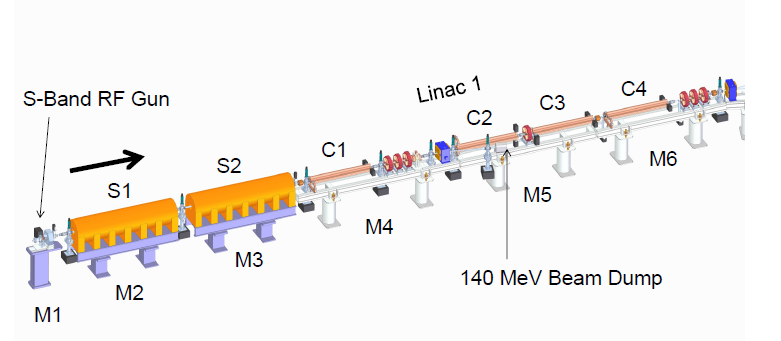 S-Band RF Gun
Linac 1
C4
C3
C2
C1
S2
S1
M6
M5
M4
M3
M2
M1
140 MeV Beam Dump